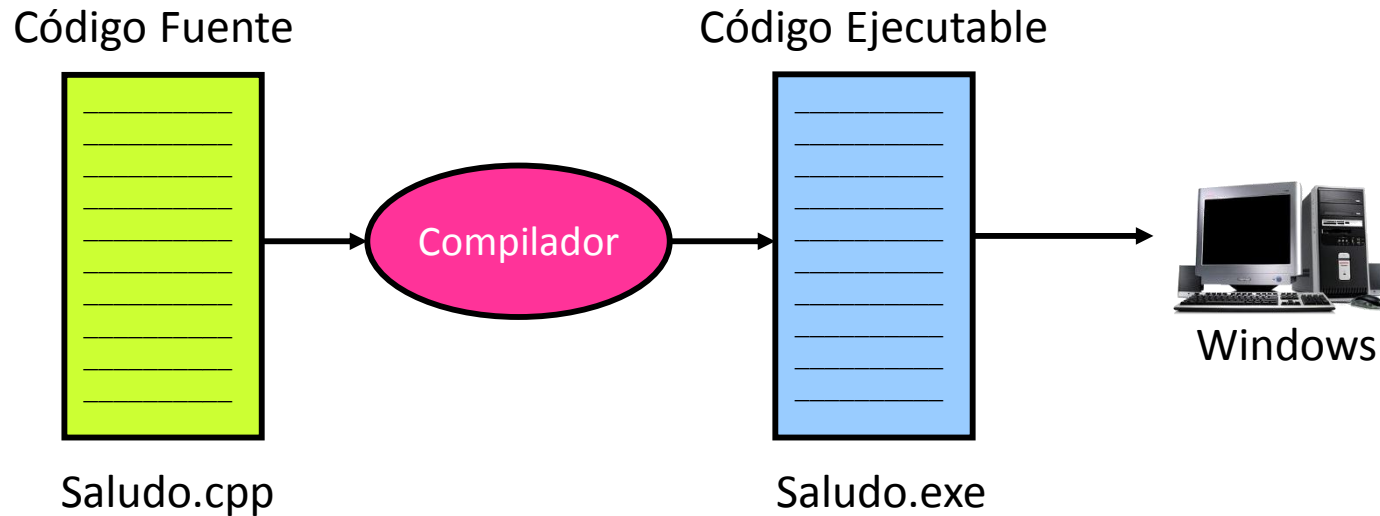 Código Fuente
Código Ejecutable
Compilador
Windows
Saludo.cpp
Saludo.exe